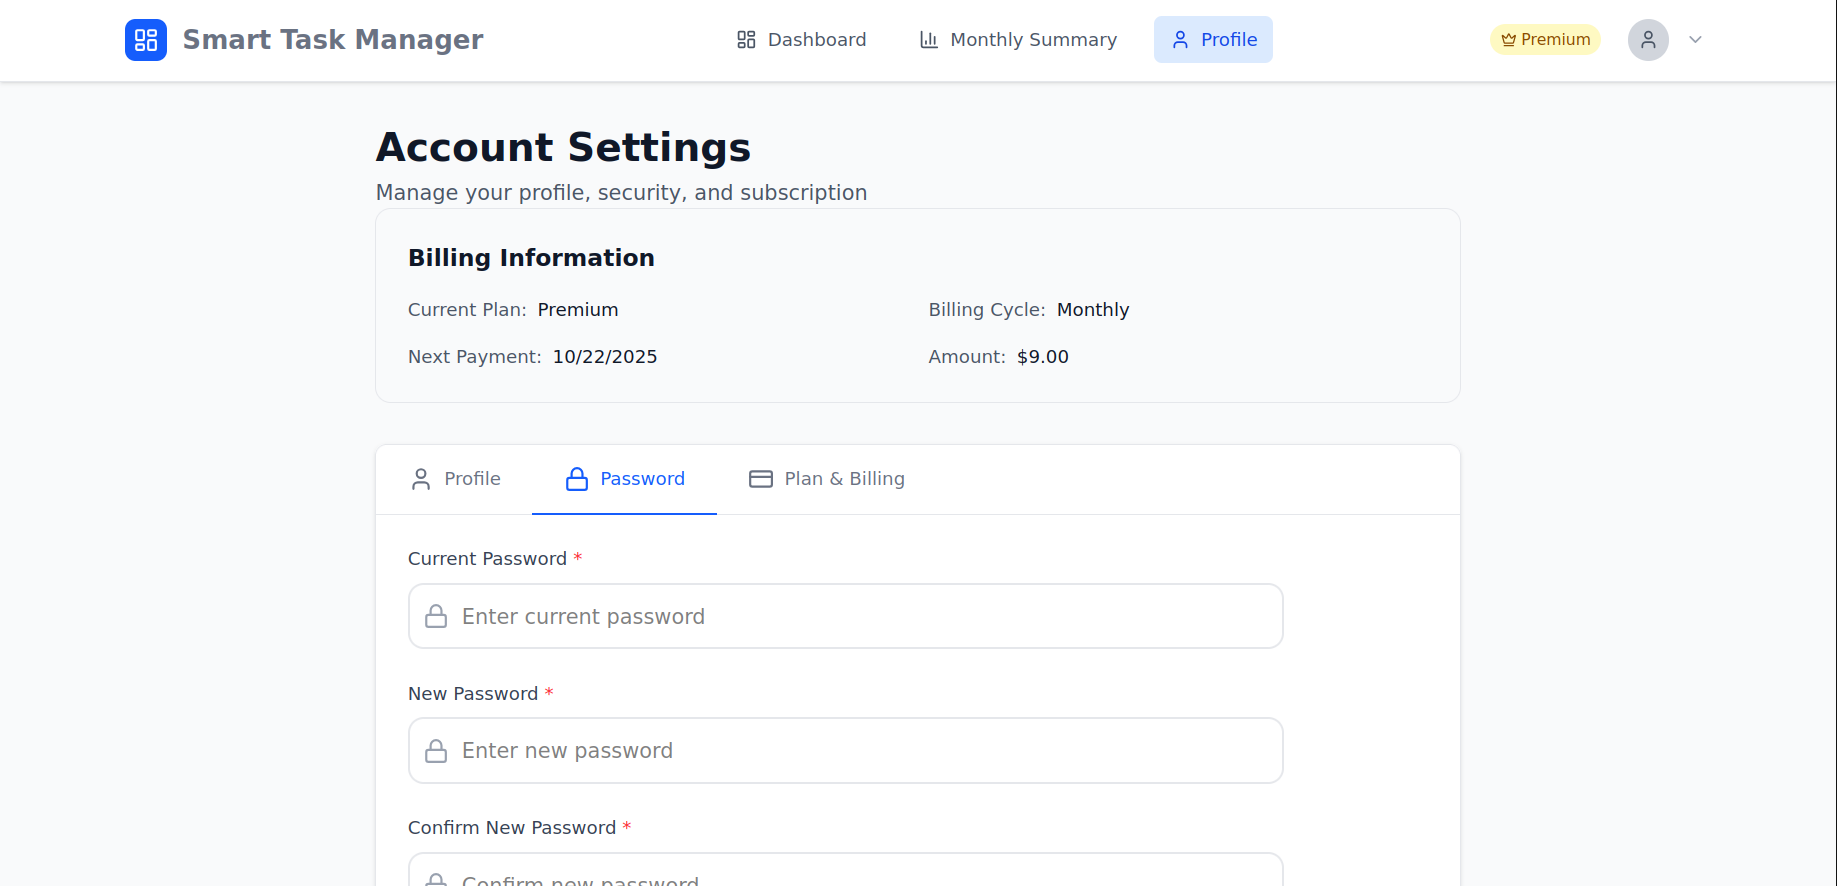 Smart Task Manager
Dashboard
Monthly Summary
Profile
Premium
Account Settings
Manage your profile, security, and subscription
Billing Information
Current Plan: Premium
Billing Cycle: Monthly
Next Payment: 10/22/2025
Amount: $9.00
Profile
Password
Plan & Billing
Current Password *
Enter current password
New Password *
Enter new password
Confirm New Password *
Confirm new password